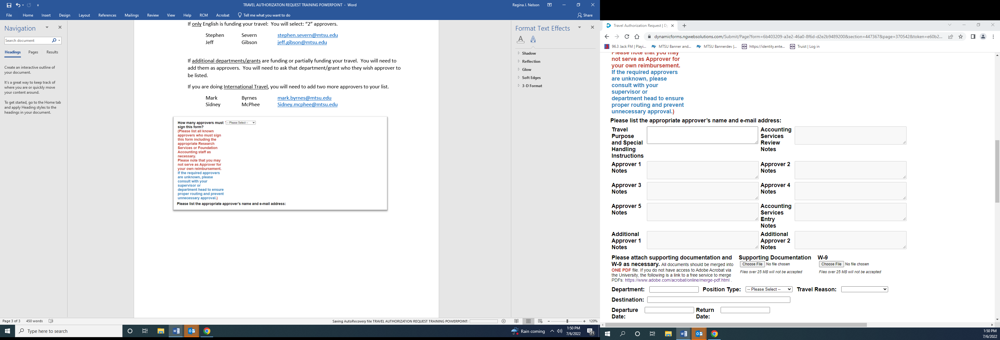 TRAVEL AUTHORIZATION REQUEST TRAINING POWERPOINT - Word
Regina J. Nelson
File Home Insert Design Layout References Mailings Review View Help RCM Acrobat Tell me what you want to do
Share
Navigation
Search document
Headings Pages Results
Create an interactive outline of
your document.
It's a great way to keep track of
where you are or quickly move
your content around.
To get started, go to the Home tab
and apply Heading styles to the
headings in your document.
If only English is funding your travel: You will select: “2” approvers.
Stephen Severn stephen.severn@mtsu.edu
Jeff Gibson jeff.gibson@mtsu.edu
If additional departments/grants are funding or partially funding your travel. You will need to
add them as approvers. You will need to ask that department/grant who they wish approver to
be listed.
If you are doing International Travel, you will need to add two more approvers to your list.
Mark Byrnes mark.byrnes@mtsu.edu
Sidney McPhee Sidney.mcphee@mtsu.edu
How many approvers must * -- Please Select --
sign this form?
(Please list all known
approvers who must sign
this form including the
appropriate Research
Services or Foundation
Accounting staff as
necessary.
Please note that you may
not serve as Approver for
your own reimbursement.
If the required approvers
are unknown, please
consult with your
supervisor or
department head to ensure
proper routing and prevent
unnecessary approval.)
Please list the appropriate approver's name and e-mail address:
Format Text Effects
Shadow
Reflection
Glow
Soft Edges
3-D Format
Page 3 of 3 450 words
Saving AutoRecovery file TRAVEL AUTHORIZATION REQUEST TRAINING POWERPOINT:
120%
Type here to search
Rain coming
1:50 PM
7/6/2022
21
Travel Authorization Request | Dy
dynamicforms.ngwebsolutions.com/Submit/Page?form=6b403209-a3e2-46a0-8f6d-d2e2b9489200&section=447367&page=370542&token=e60b2...
96.3 Jack FM | Playi... MTSU Banner and... MTSU Bannerdev |... https://identity.ente... Truist | Log in
Please note that you may
not serve as Approver for
your own reimbursement.
If the required approvers
are unknown, please
consult with your
supervisor or
department head to ensure
proper routing and prevent
unnecessary approval.)
Please list the appropriate approver's name and e-mail address:
Travel
Purpose
and Special
Handling
Instructions
Accounting
Services
Review
Notes
Approver 1
Notes
Approver 2
Notes
Approver 3
Notes
Approver 4
Notes
Approver 5
Notes
Accounting
Services
Entry
Notes
Additional
Approver 1
Notes
Additional
Approver 2
Notes
Please attach supporting documentation and
W-9 as necessary. All documents should be merged into
ONE PDF file. If you do not have access to Adobe Acrobat via
the University, the following is a link to a free service to merge
PDFs: https://www.adobe.com/acrobat/online/merge-pdf.html .
Supporting Documentation
Choose File No file chosen
Files over 25 MB will not be accepted
W-9
Choose File No file chosen
Files over 25 MB will not be accepted
Department: Position Type: -- Please Select -- Travel Reason:
Destination:
Departure
Date:
Return
Date:
1:50 PM
7/6/2022